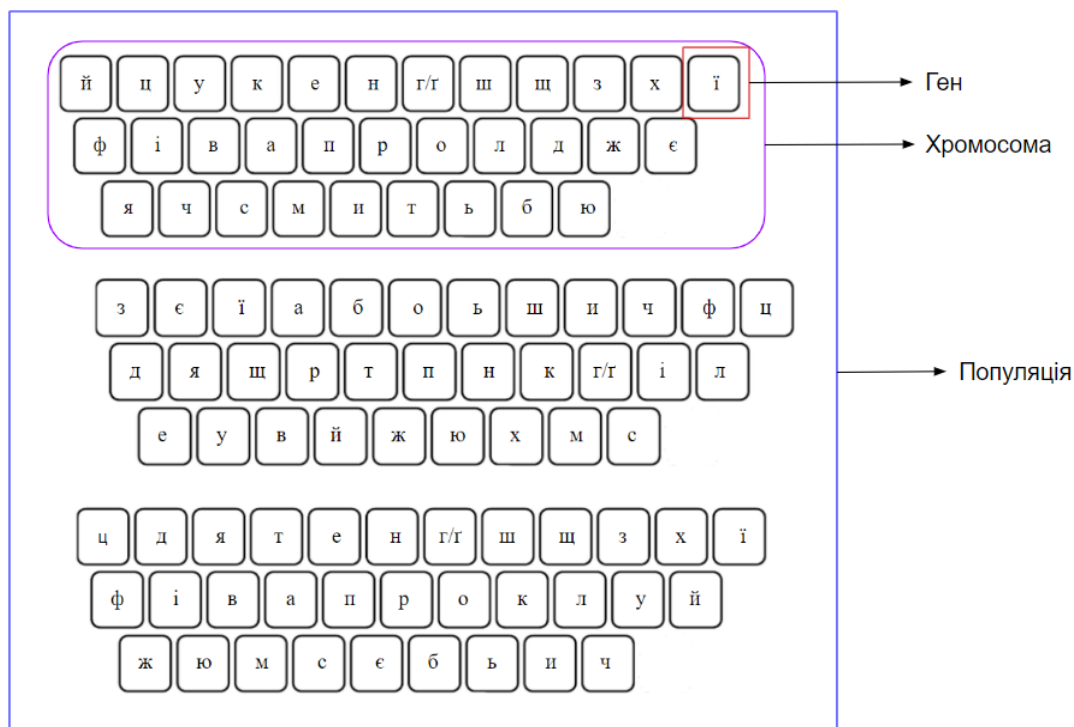 й ц у к е н г/ґ ш щ з х ї
Ген
ф і в а п р о л д ж є
Хромосома
я ч с м и т ь б ю
з є ї а б о ь ш и ч ф ц
д я щ р т п н к г/ґ і л
Популяція
е у в й ж ю х м с
ц д я т е н г/ґ ш щ з х ї
ф і в а п р о к л у й
ж ю м с є б ь и ч